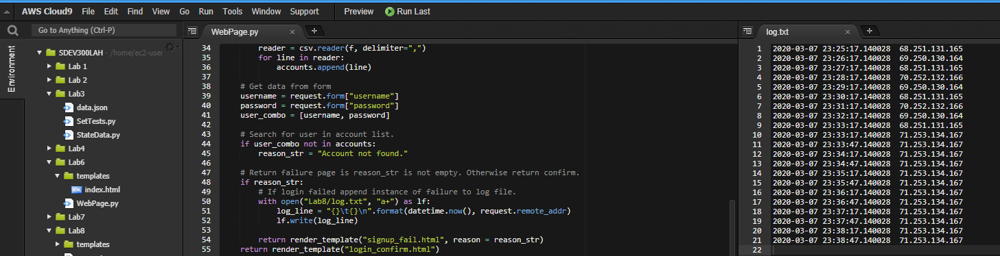 AWS Cloud9 File Edit Find View Go Run Tools Window Support Preview Run Last
Go to Anything (Ctrl-P)
Environment
SDEV300LAH - /home/ec2-user
Lab 1
Lab 2
Lab3
data.json
SetTests.py
StateData.py
Lab4
Lab6
templates
index.html
WebPage.py
Lab7
Lab8
templates
WebPage.py
34 reader = csv.reader(f, delimiter=",")
35 for line in reader:
36 accounts.append(line)
37
38 # Get data from form
39 username = request.form["username"]
40 password = request.form["password"]
41 user_combo = [username, password]
42
43 # Search for user in account list.
44 if user_combo not in accounts:
45 reason_str = "Account not found."
46
47 # Return failure page is reason_str is not empty. Otherwise return confirm.
48 if reason_str:
49 # If login failed append instance of failure to log file.
50 with open("Lab8/log.txt", "a+") as lf:
51 log_line = "{}\t{}\n".format(datetime.now(), request.remote_addr)
52 lf.write(log_line)
53
54 return render_template("signup_fail.html", reason = reason_str)
55 return render_template("login_confirm.html")
log.txt
1 2020-03-07 23:25:17.140028 68.251.131.165
2 2020-03-07 23:26:17.140028 69.250.130.164
3 2020-03-07 23:27:17.140028 68.251.131.165
4 2020-03-07 23:28:17.140028 70.252.132.166
5 2020-03-07 23:29:17.140028 69.250.130.164
6 2020-03-07 23:30:17.140028 68.251.131.165
7 2020-03-07 23:31:17.140028 70.252.132.166
8 2020-03-07 23:32:17.140028 69.250.130.164
9 2020-03-07 23:33:17.140028 68.251.131.165
10 2020-03-07 23:33:17.140028 71.253.134.167
11 2020-03-07 23:33:47.140028 71.253.134.167
12 2020-03-07 23:34:17.140028 71.253.134.167
13 2020-03-07 23:34:47.140028 71.253.134.167
14 2020-03-07 23:35:17.140028 71.253.134.167
15 2020-03-07 23:35:47.140028 71.253.134.167
16 2020-03-07 23:36:17.140028 71.253.134.167
17 2020-03-07 23:36:47.140028 71.253.134.167
18 2020-03-07 23:37:17.140028 71.253.134.167
19 2020-03-07 23:37:47.140028 71.253.134.167
20 2020-03-07 23:38:17.140028 71.253.134.167
21 2020-03-07 23:38:47.140028 71.253.134.167
22